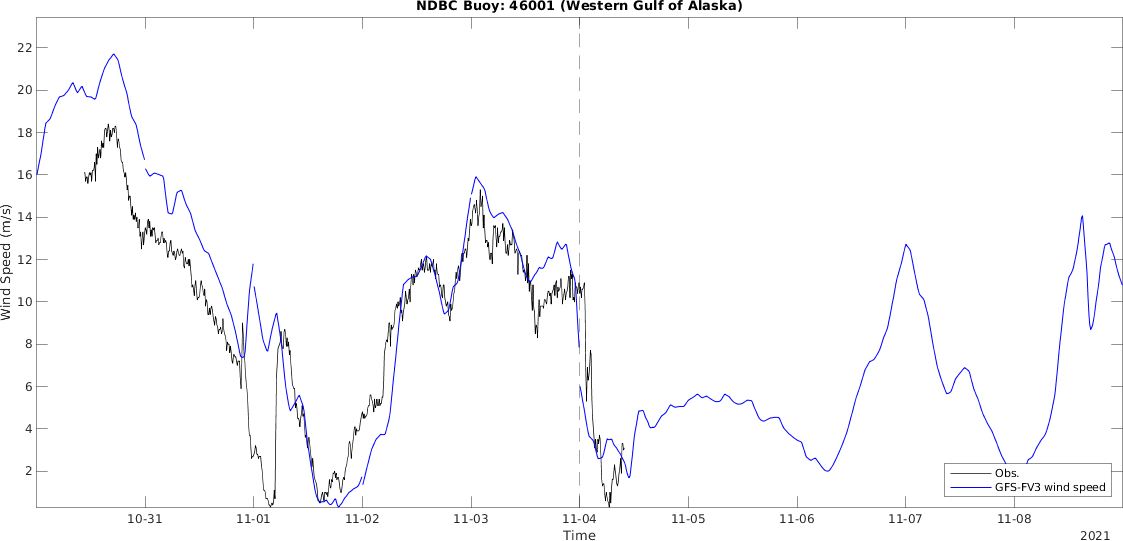 NDBC Buoy: 46001 (Western Gulf of Alaska)
22
20
18
16
14
12
10
8
6
4
2
Wind Speed (m/s)
Obs.
GFS-FV3 wind speed
10-31 11-01 11-02 11-03 11-04 11-05 11-06 11-07 11-08
Time
2021